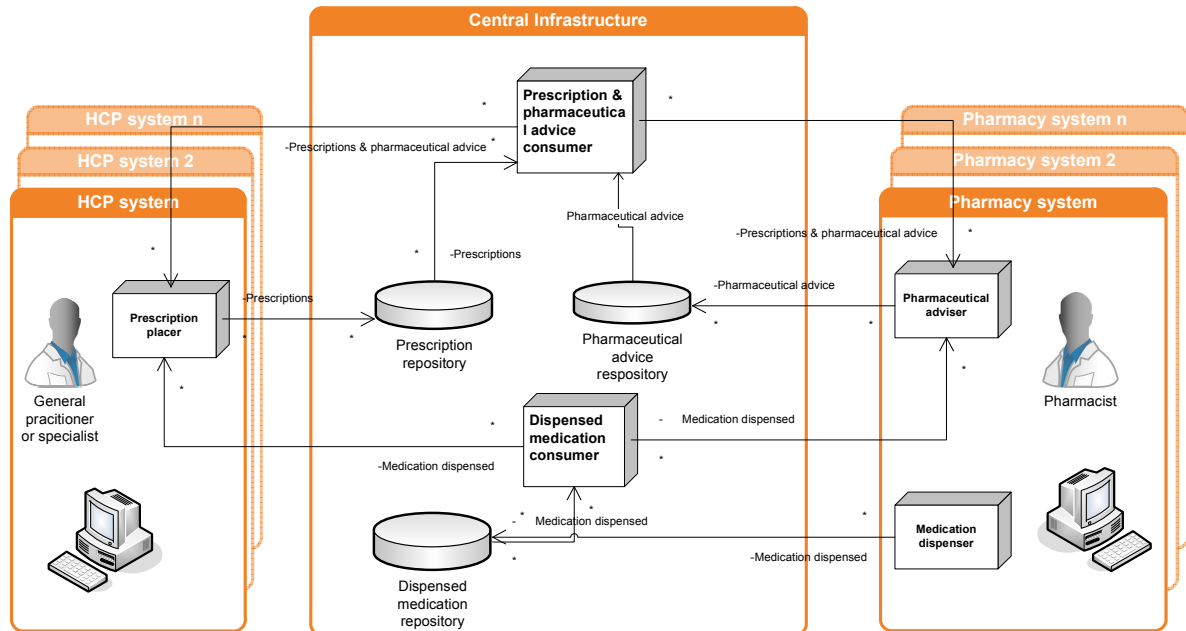 Central Infrastructure
HCP system n
HCP system 2
HCP system
Pharmacy system n
Pharmacy system 2
Pharmacy system
Prescription &
pharmaceutica
l advice
consumer
*
*
*
-Prescriptions & pharmaceutical advice
Pharmaceutical advice
-Prescriptions & pharmaceutical advice
*
*
*
-Prescriptions
-Prescriptions
-Pharmaceutical advice
Prescription
placer
Pharmaceutical
adviser
*
*
*
*
Prescription
repository
Pharmaceutical
advice
respository
*
*
General
pracitioner
or specialist
Pharmacist
Dispensed
medication
consumer
*
-
Medication dispensed
*
-Medication dispensed
*
*
-
Medication dispensed
*
*
Medication
dispenser
-Medication dispensed
Dispensed
medication
repository